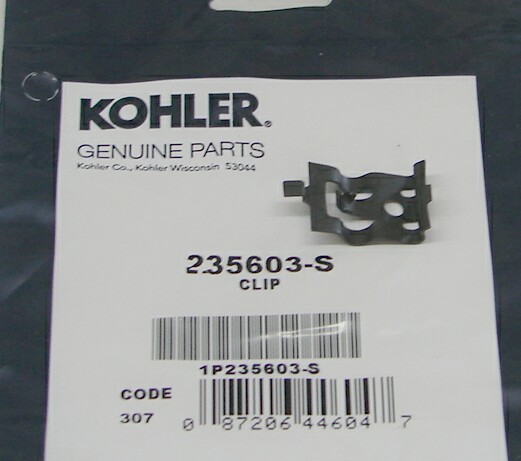 KOHLER®
GENUINE PARTS
Kohler Co., Kohler Wisconsin 53044
235603-S
CLIP
1P235603-S
CODE
307
0 87206 44604 7